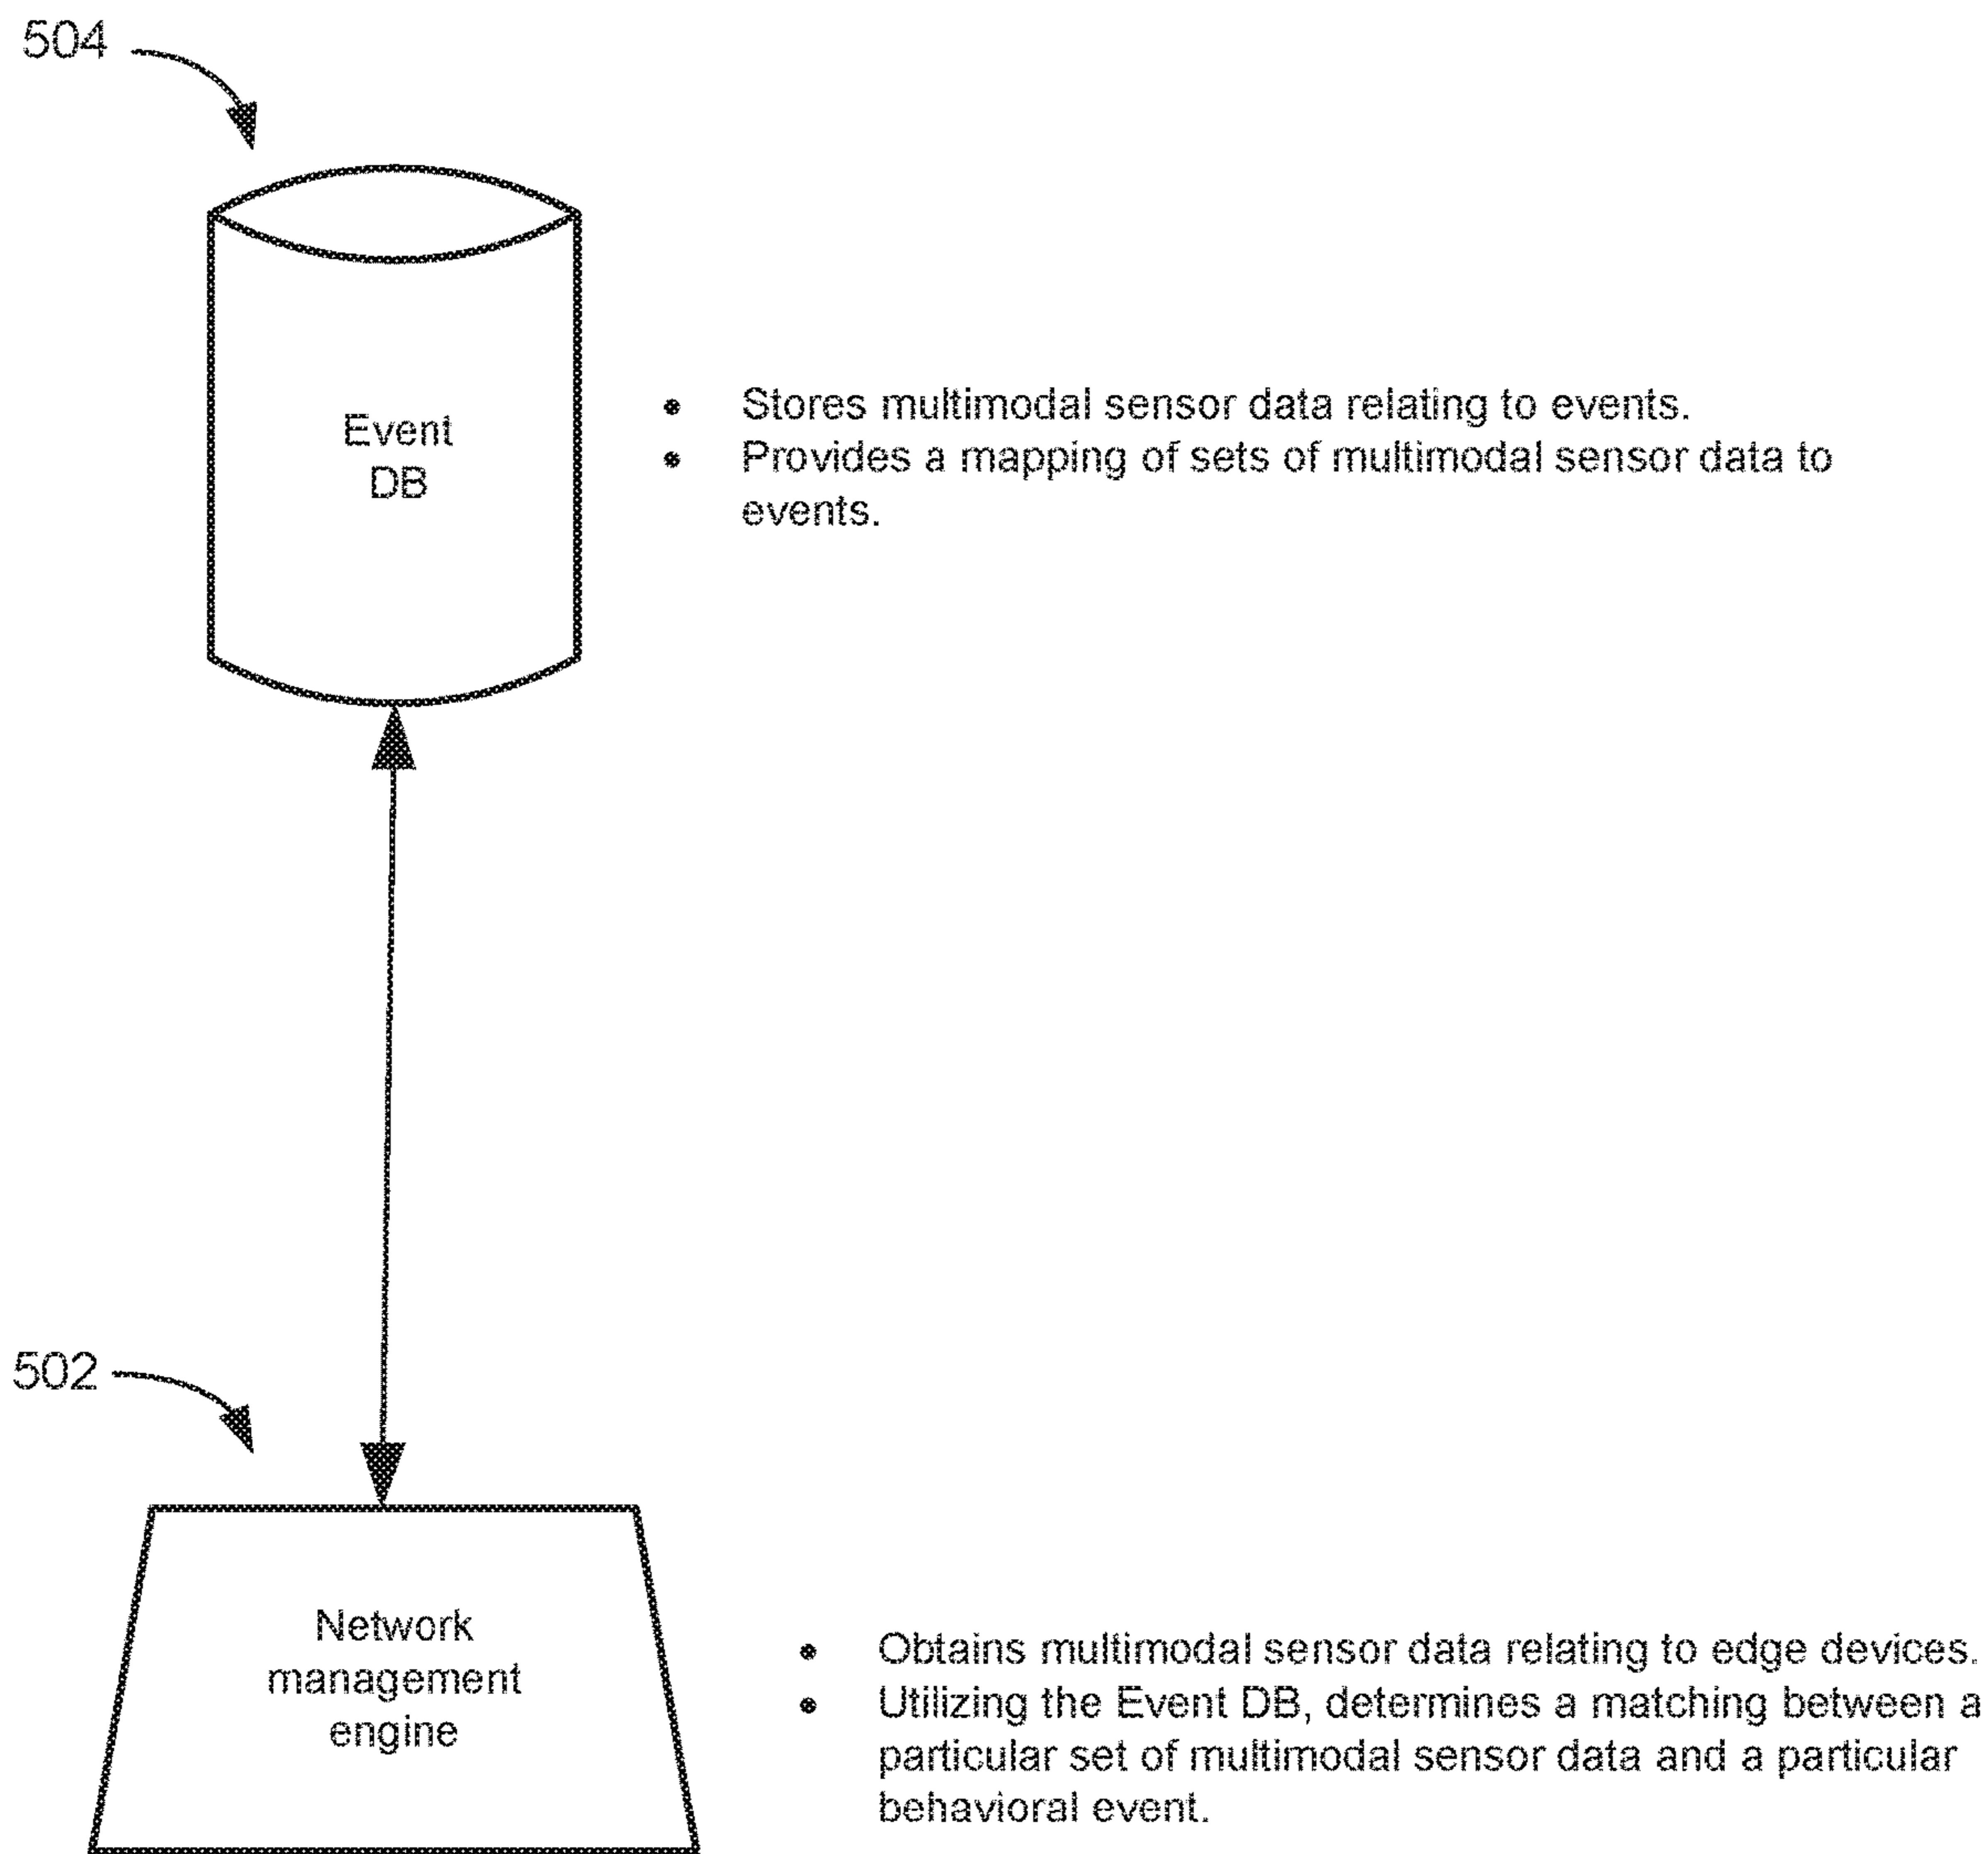 504
Event
DB
• Stores multimodal sensor data relating to events.
• Provides a mapping of sets of multimodal sensor data to
events.
502
Network
management
engine
• Obtains multimodal sensor data relating to edge devices.
• Utilizing the Event DB, determines a matching between a
particular set of multimodal sensor data and a particular
behavioral event.